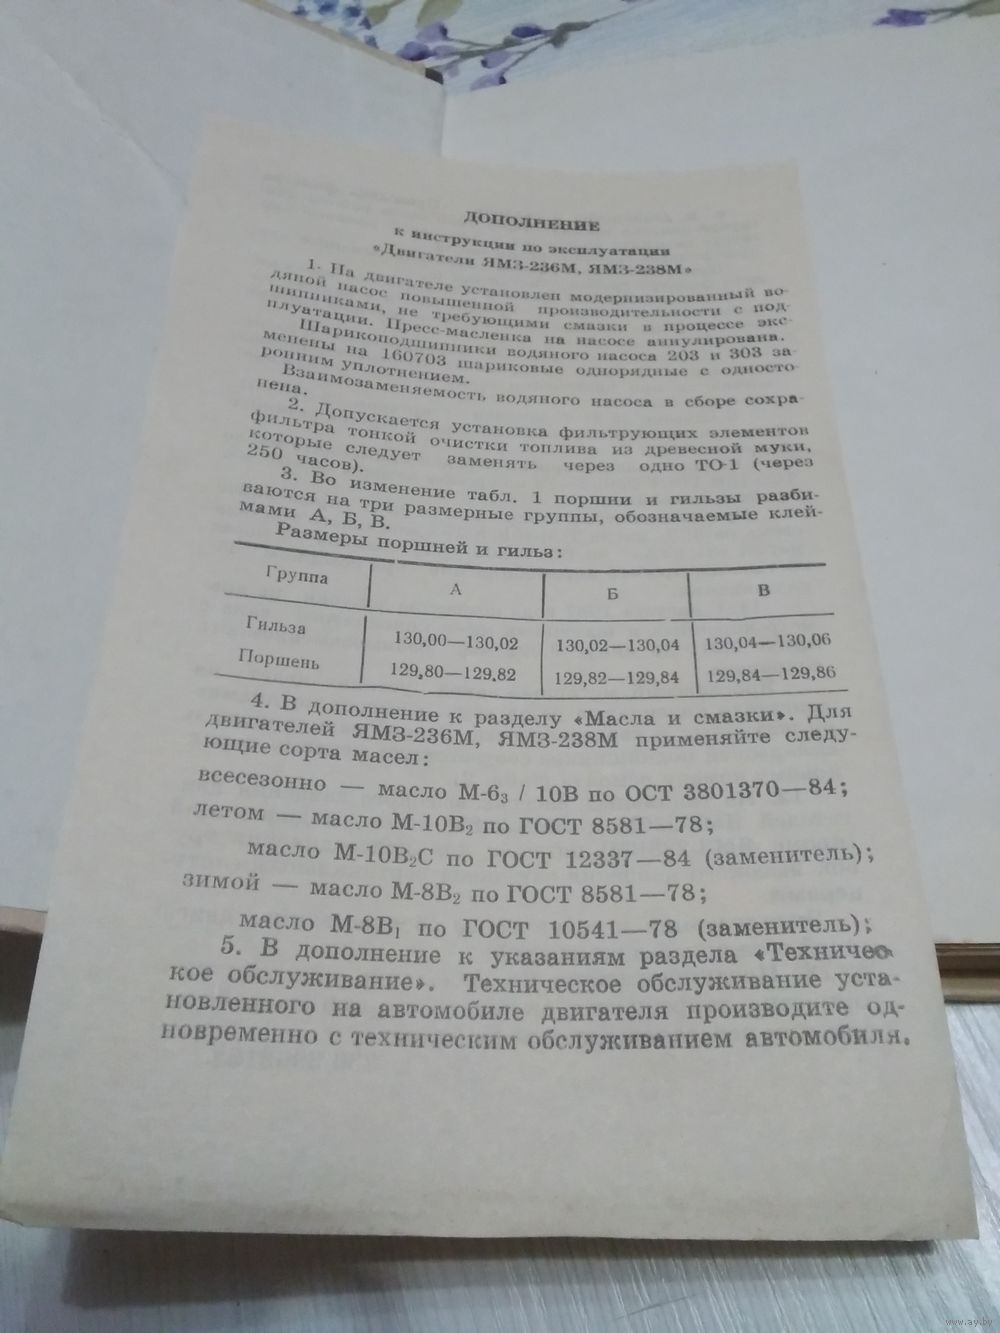 ДОПОЛНЕНИЕ
к инструкции по эксплуатации
«Двигатели ЯМЗ-236М, ЯМЗ-238М»
1. На двигателе установлен модернизированный во-
дяной насос повышенной производительности с под-
шипниками, не требующими смазки в процессе экс-
плуатации. Пресс-масленка на насосе аннулирована.
Шарикоподшипники водяного насоса 203 и 303 за-
менены на 160703 шариковые однорядные с односто-
ронним уплотнением.
Взаимозаменяемость водяного насоса в сборе сохра-
нена.
2. Допускается установка фильтрующих элементов
фильтра тонкой очистки топлива из древесной муки,
которые следует заменять через одно ТО-1 (через
250 часов).
3. Во изменение табл. 1 поршни и гильзы разби-
ваются на три размерные группы, обозначаемые клей-
мами А, Б, В.
Размеры поршней и гильз:
Группа А Б В
Гильза 130,00—130,02 130,02—130,04 130,04—130,06
Поршень 129,80—129,82 129,82—129,84 129,84—129,86
4. В дополнение к разделу «Масла и смазки». Для
двигателей ЯМЗ-236М, ЯМЗ-238М применяйте следу-
ющие сорта масел:
всесезонно — масло М-6₃ / 10В по ОСТ 3801370—84;
летом — масло М-10В₂ по ГОСТ 8581—78;
масло М-10В₂С по ГОСТ 12337—84 (заменитель);
зимой — масло М-8В₂ по ГОСТ 8581—78;
масло М-8В₁ по ГОСТ 10541—78 (заменитель);
5. В дополнение к указаниям раздела «Техничес-
кое обслуживание». Техническое обслуживание уста-
новленного на автомобиле двигателя производите од-
новременно с техническим обслуживанием автомобиля.
www.ay.by